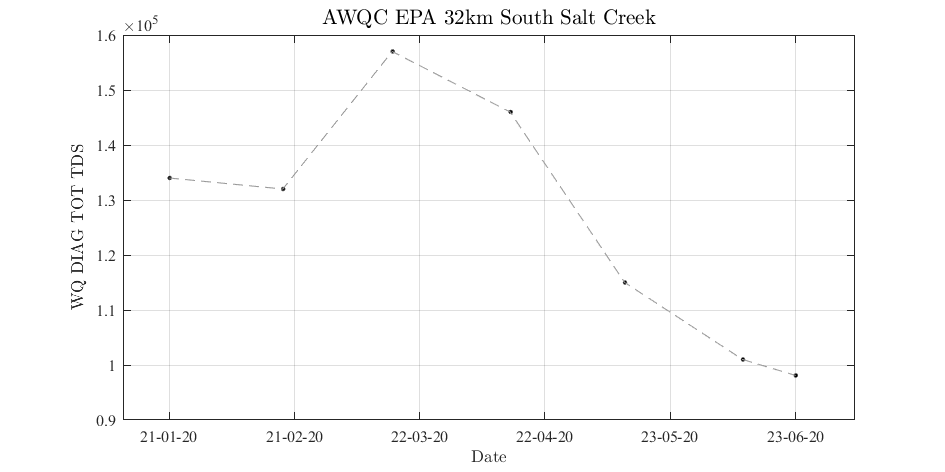 AWQC EPA 32km South Salt Creek
×10⁵
1.6
1.5
1.4
1.3
1.2
1.1
1
0.9
WQ DIAG TOT TDS
21-01-20 21-02-20 22-03-20 22-04-20 23-05-20 23-06-20
Date